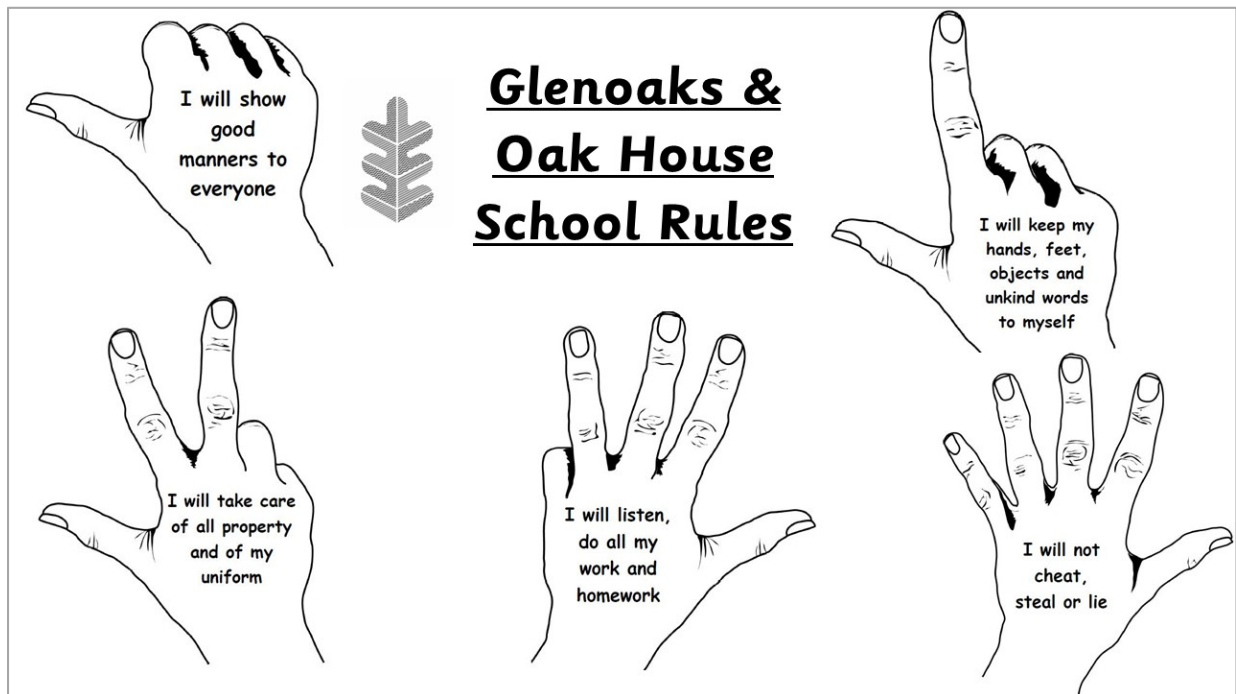 Glenoaks &
Oak House
School Rules
I will show
good
manners to
everyone
I will keep my
hands, feet,
objects and
unkind words
to myself
I will take care
of all property
and of my
uniform
I will listen,
do all my
work and
homework
I will not
cheat,
steal or lie